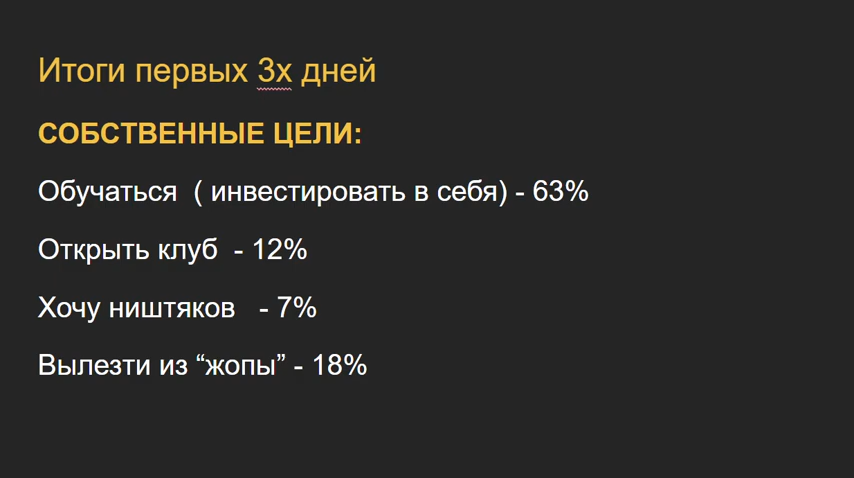 Итоги первых 3х дней
СОБСТВЕННЫЕ ЦЕЛИ:
Обучаться  ( инвестировать в себя) - 63%
Открыть клуб  - 12%
Хочу ништяков   - 7%
Вылезти из “жопы” - 18%